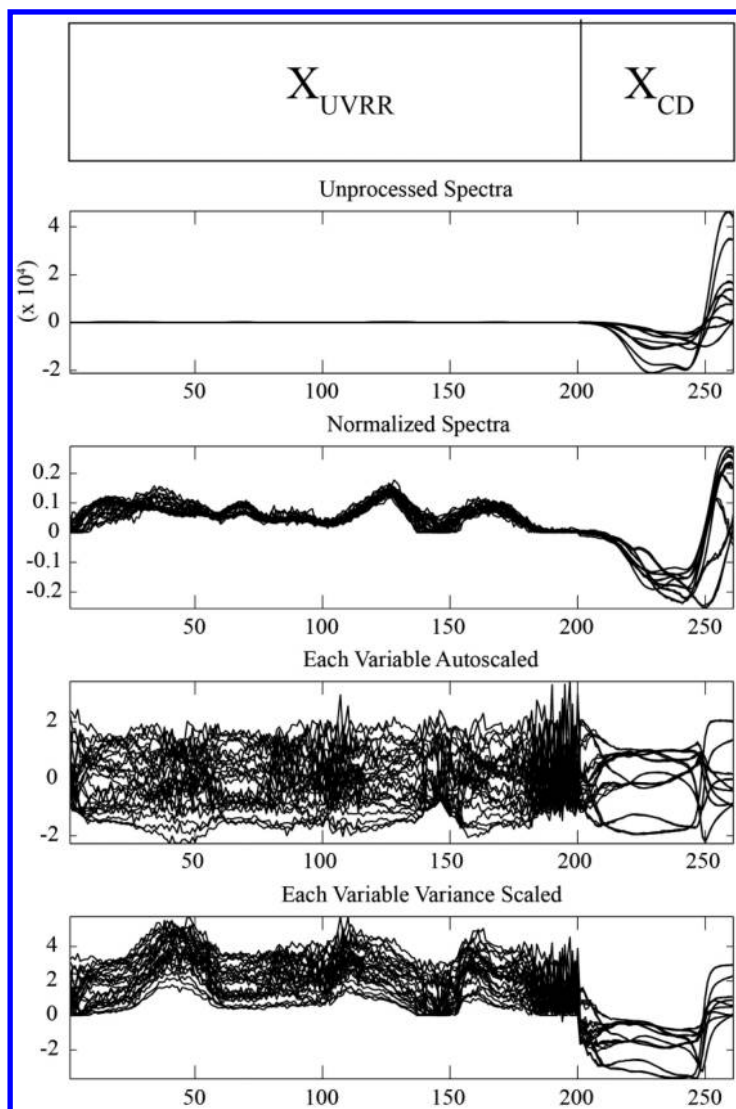 X_UVRR X_CD
Unprocessed Spectra
(x 10⁴)
4
2
0
-2
50 100 150 200 250
Normalized Spectra
0.2
0.1
0
-0.1
-0.2
50 100 150 200 250
Each Variable Autoscaled
2
0
-2
50 100 150 200 250
Each Variable Variance Scaled
4
2
0
-2
50 100 150 200 250